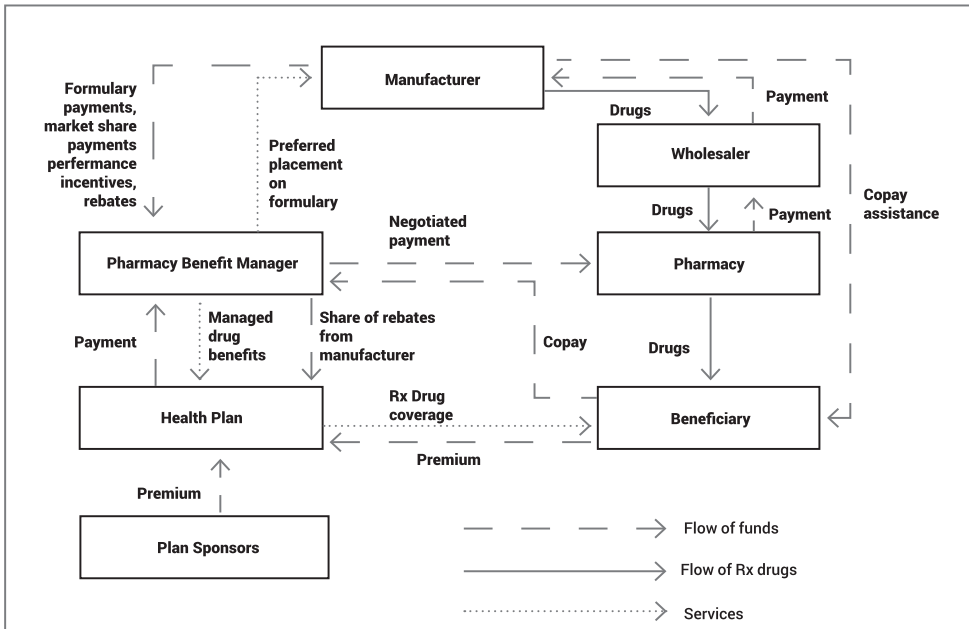 Manufacturer
Formulary
payments,
market share
payments
perfermance
incentives,
rebates
Preferred
placement
on
formulary
Drugs
Payment
Wholesaler
Copay
assistance
Drugs
Payment
Negotiated
payment
Pharmacy Benefit Manager
Pharmacy
Payment
Managed
drug
benefits
Share of rebates
from
manufacturer
Copay
Drugs
Health Plan
Rx Drug
coverage
Beneficiary
Premium
Premium
Plan Sponsors
Flow of funds
Flow of Rx drugs
Services